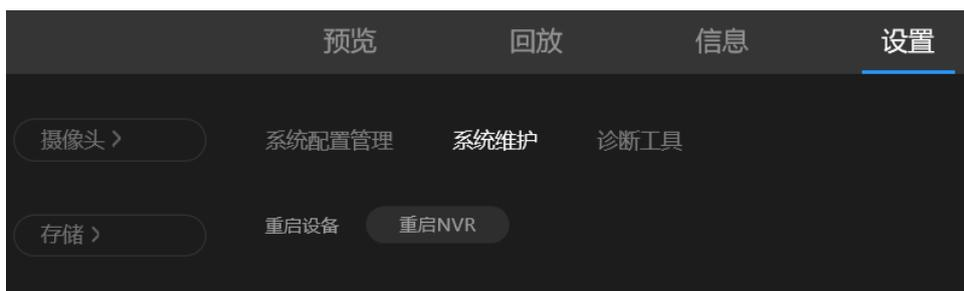 预览 回放 信息 设置
摄像头 > 系统配置管理 系统维护 诊断工具
存储 > 重启设备 重启NVR